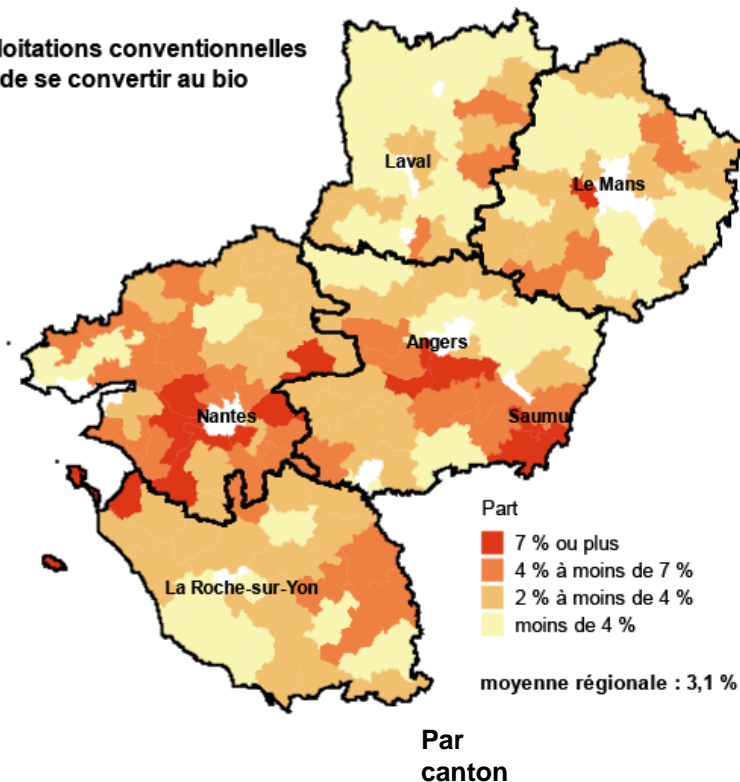 loitations conventionnelles
de se convertir au bio
Laval
Le Mans
Angers
Nantes
Saumu
La Roche-sur-Yon
Part
7 % ou plus
4 % à moins de 7 %
2 % à moins de 4 %
moins de 4 %
moyenne régionale : 3,1 %
Par
canton